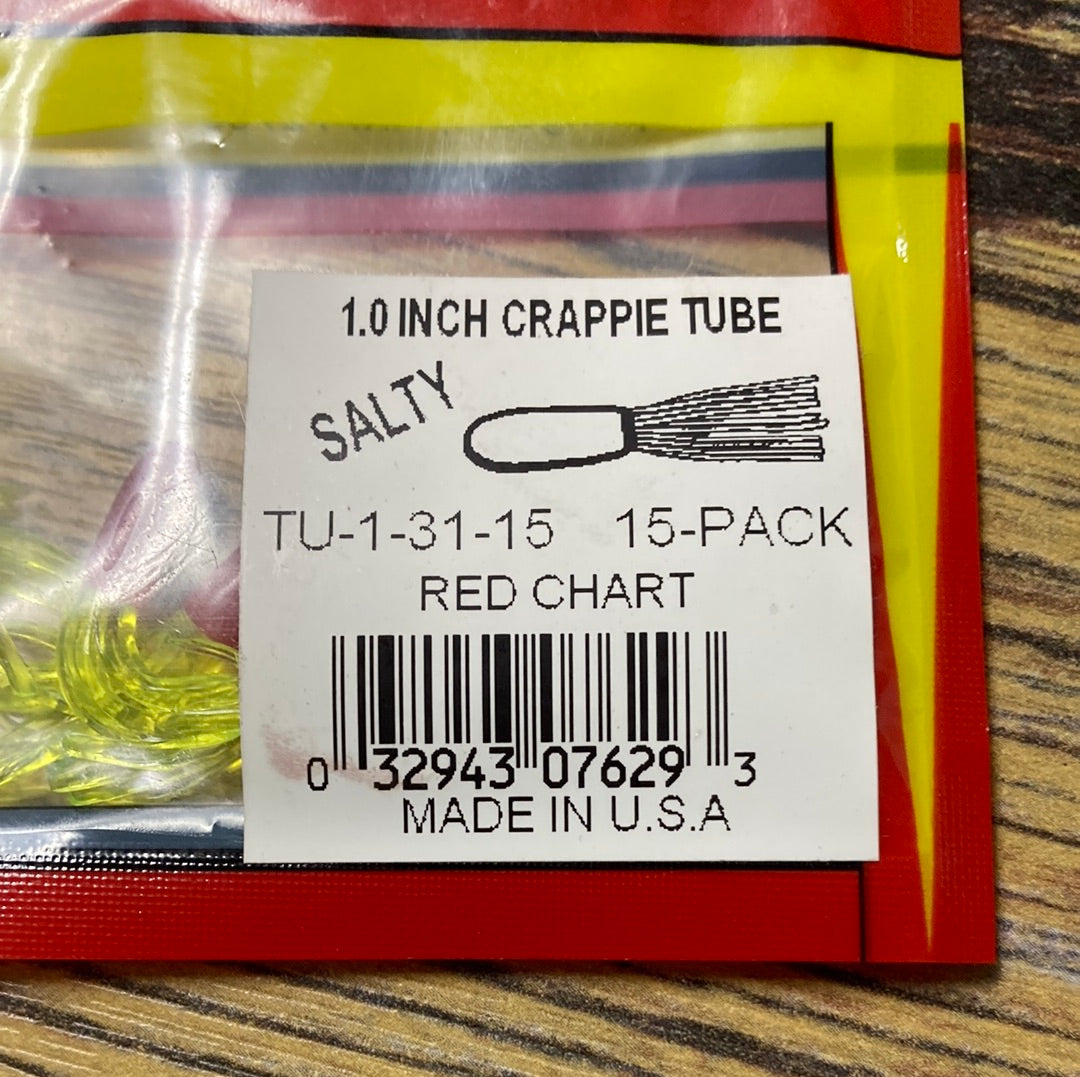 1.0 INCH CRAPPIE TUBE
SALTY
TU-1-31-15 15-PACK
RED CHART
0 32943 07629 3
MADE IN U.S.A